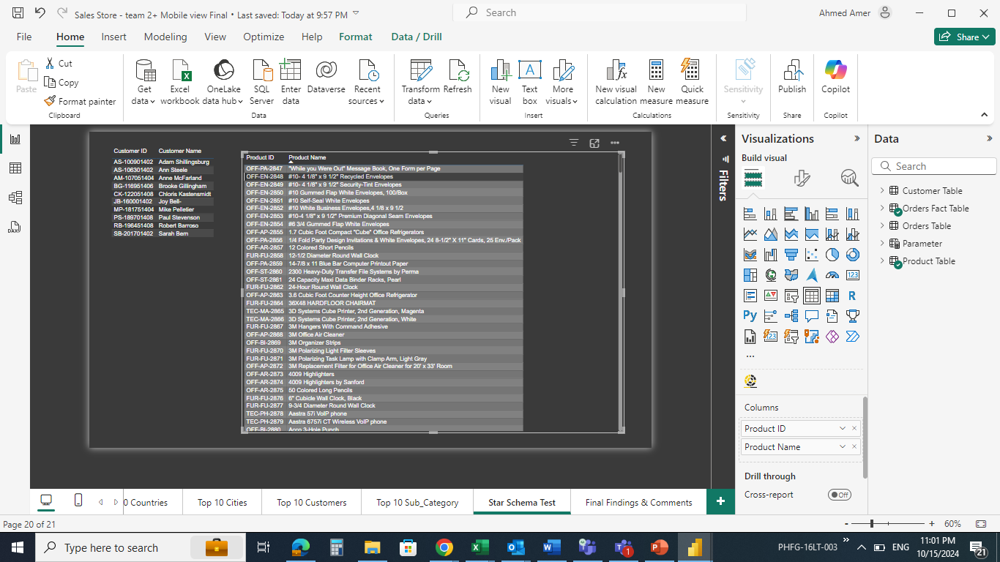 Sales Store - team 2+ Mobile view Final • Last saved: Today at 9:57 PM
Search
Ahmed Amer
File
Home
Insert
Modeling
View
Optimize
Help
Format
Data / Drill
Share
Paste
Cut
Copy
Format painter
Clipboard
Get data
Excel workbook
OneLake data hub
SQL Server
Enter data
Dataverse
Recent sources
Data
Transform data
Refresh
Queries
New visual
Text box
More visuals
Insert
New visual calculation
New measure
Quick measure
Calculations
Sensitivity
Sensitivity
Publish
Share
Copilot
Copilot
Customer ID Customer Name
AS-100901402 Adam Shillingsburg
AS-106301402 Ann Steele
AM-107051404 Anne McFarland
BG-116951406 Brooke Gillingham
CK-122051408 Chloris Kastensmidt
JB-160001402 Joy Bell-
MP-181751404 Mike Pelletier
PS-189701408 Paul Stevenson
RB-196451408 Robert Barroso
SB-201701402 Sarah Bern
Product ID Product Name
OFF-PA-2847 "While you Were Out" Message Book, One Form per Page
OFF-EN-2848 #10- 4 1/8" x 9 1/2" Recycled Envelopes
OFF-EN-2849 #10- 4 1/8" x 9 1/2" Security-Tint Envelopes
OFF-EN-2850 #10 Gummed Flap White Envelopes, 100/Box
OFF-EN-2851 #10 Self-Seal White Envelopes
OFF-EN-2852 #10 White Business Envelopes,4 1/8 x 9 1/2
OFF-EN-2853 #10-4 1/8" x 9 1/2" Premium Diagonal Seam Envelopes
OFF-EN-2854 #6 3/4 Gummed Flap White Envelopes
OFF-AP-2855 1.7 Cubic Foot Compact "Cube" Office Refrigerators
OFF-PA-2856 1/4 Fold Party Design Invitations & White Envelopes, 24 8-1/2" X 11" Cards, 25 Env./Pack
OFF-AR-2857 12 Colored Short Pencils
FUR-FU-2858 12-1/2 Diameter Round Wall Clock
OFF-PA-2859 14-7/8 x 11 Blue Bar Computer Printout Paper
OFF-ST-2860 2300 Heavy-Duty Transfer File Systems by Perma
OFF-ST-2861 24 Capacity Maxi Data Binder Racks, Pearl
FUR-FU-2862 24-Hour Round Wall Clock
OFF-AP-2863 3.6 Cubic Foot Counter Height Office Refrigerator
FUR-FU-2864 36X48 HARDFLOOR CHAIRMAT
TEC-MA-2865 3D Systems Cube Printer, 2nd Generation, Magenta
TEC-MA-2866 3D Systems Cube Printer, 2nd Generation, White
FUR-FU-2867 3M Hangers With Command Adhesive
OFF-AP-2868 3M Office Air Cleaner
OFF-BI-2869 3M Organizer Strips
FUR-FU-2870 3M Polarizing Light Filter Sleeves
FUR-FU-2871 3M Polarizing Task Lamp with Clamp Arm, Light Gray
OFF-AP-2872 3M Replacement Filter for Office Air Cleaner for 20' x 33' Room
OFF-AR-2873 4009 Highlighters
OFF-AR-2874 4009 Highlighters by Sanford
OFF-AR-2875 50 Colored Long Pencils
FUR-FU-2876 6" Cubicle Wall Clock, Black
FUR-FU-2877 9-3/4 Diameter Round Wall Clock
TEC-PH-2878 Aastra 57i VoIP phone
TEC-PH-2879 Aastra 6757i CT Wireless VoIP phone
OFF-BI-2880 Acco 3-Hole Punch
Filters
Visualizations
Build visual
Columns
Product ID
Product Name
Drill through
Cross-report
Off
Data
Search
Customer Table
Orders Fact Table
Orders Table
Parameter
Product Table
0 Countries
Top 10 Cities
Top 10 Customers
Top 10 Sub_Category
Star Schema Test
Final Findings & Comments
Page 20 of 21
60%
Type here to search
PHFG-16LT-003
ENG
11:01 PM
10/15/2024
21